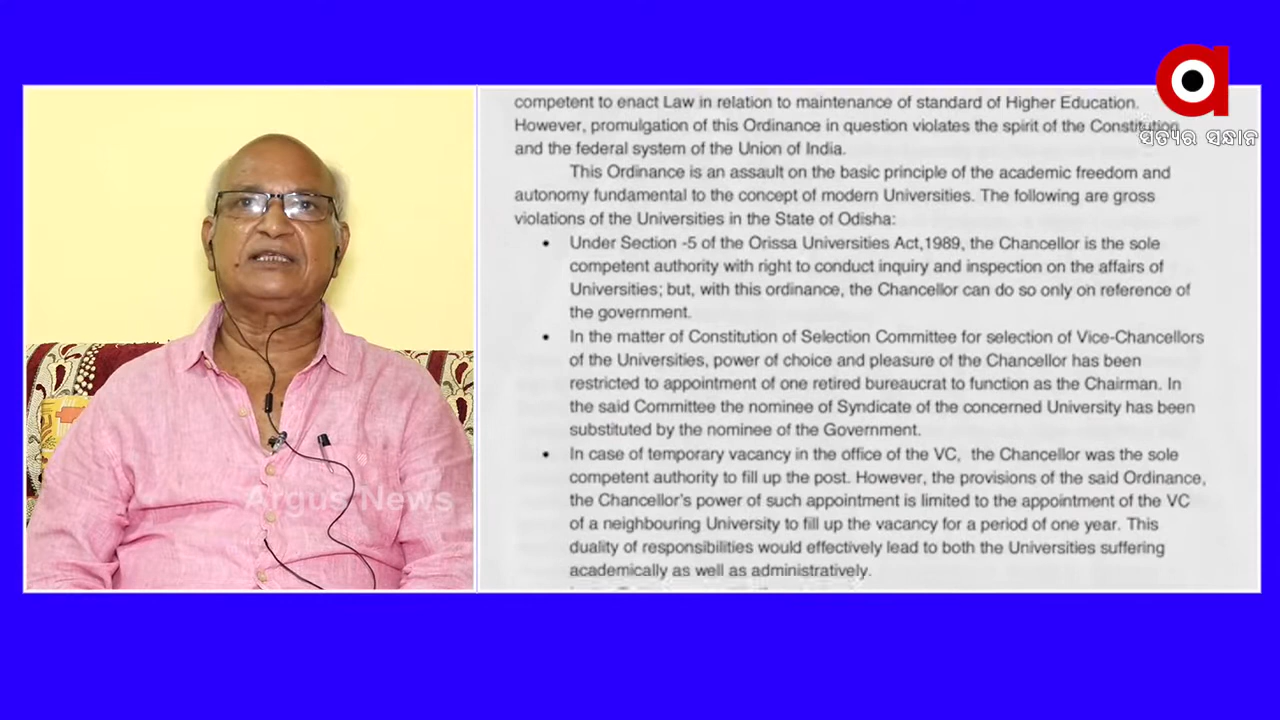 ସତ୍ୟର ସନ୍ଧାନ
competent to enact Law in relation to maintenance of standard of Higher Education.
However, promulgation of this Ordinance in question violates the spirit of the Constitution
and the federal system of the Union of India.
This Ordinance is an assault on the basic principle of the academic freedom and
autonomy fundamental to the concept of modern Universities. The following are gross
violations of the Universities in the State of Odisha:
• Under Section -5 of the Orissa Universities Act,1989, the Chancellor is the sole
competent authority with right to conduct inquiry and inspection on the affairs of
Universities; but, with this ordinance, the Chancellor can do so only on reference of
the government.
• In the matter of Constitution of Selection Committee for selection of Vice-Chancellors
of the Universities, power of choice and pleasure of the Chancellor has been
restricted to appointment of one retired bureaucrat to function as the Chairman. In
the said Committee the nominee of Syndicate of the concerned University has been
substituted by the nominee of the Government.
• In case of temporary vacancy in the office of the VC, the Chancellor was the sole
competent authority to fill up the post. However, the provisions of the said Ordinance,
the Chancellor's power of such appointment is limited to the appointment of the VC
of a neighbouring University to fill up the vacancy for a period of one year. This
duality of responsibilities would effectively lead to both the Universities suffering
academically as well as administratively.
Argus News